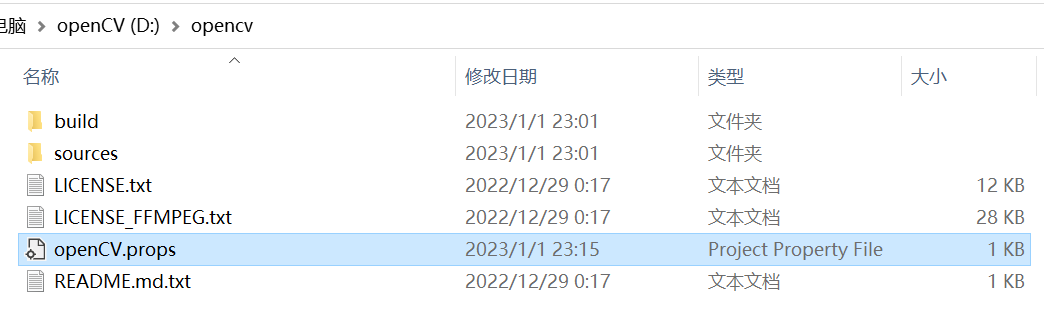 电脑 > openCV (D:) > opencv
名称 修改日期 类型 大小
build 2023/1/1 23:01 文件夹
sources 2023/1/1 23:01 文件夹
LICENSE.txt 2022/12/29 0:17 文本文档 12 KB
LICENSE_FFMPEG.txt 2022/12/29 0:17 文本文档 28 KB
openCV.props 2023/1/1 23:15 Project Property File 1 KB
README.md.txt 2022/12/29 0:17 文本文档 1 KB